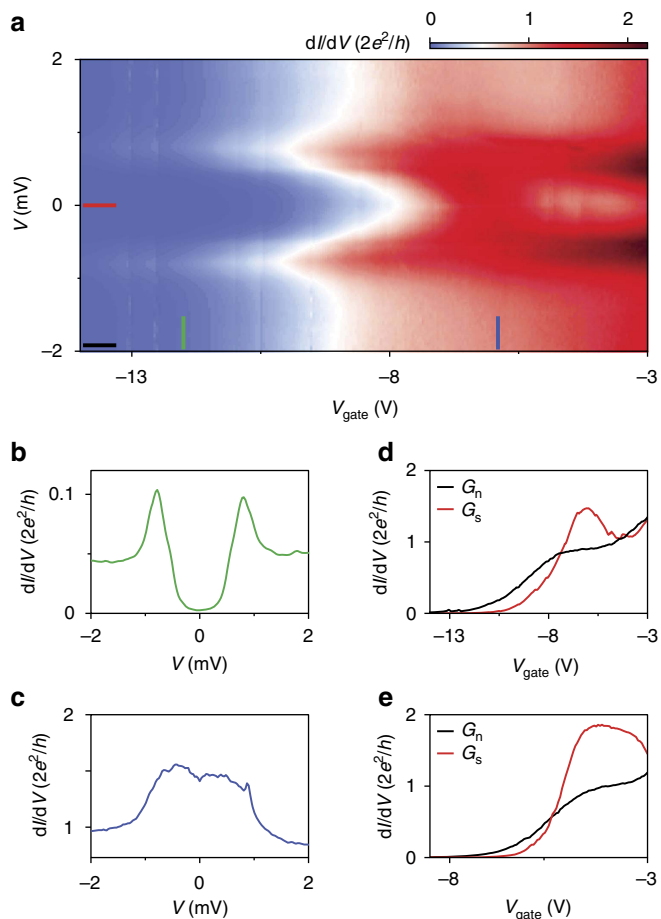 a
dI/dV (2e²/h)
0 1 2
2
0
−2
V (mV)
−13 −8 −3
V_gate (V)
b
0.1
0
dI/dV (2e²/h)
−2 0 2
V (mV)
d
2
1
0
dI/dV (2e²/h)
G_n
G_s
−13 −8 −3
V_gate (V)
c
2
1
dI/dV (2e²/h)
−2 0 2
V (mV)
e
2
1
0
dI/dV (2e²/h)
G_n
G_s
−8 −3
V_gate (V)